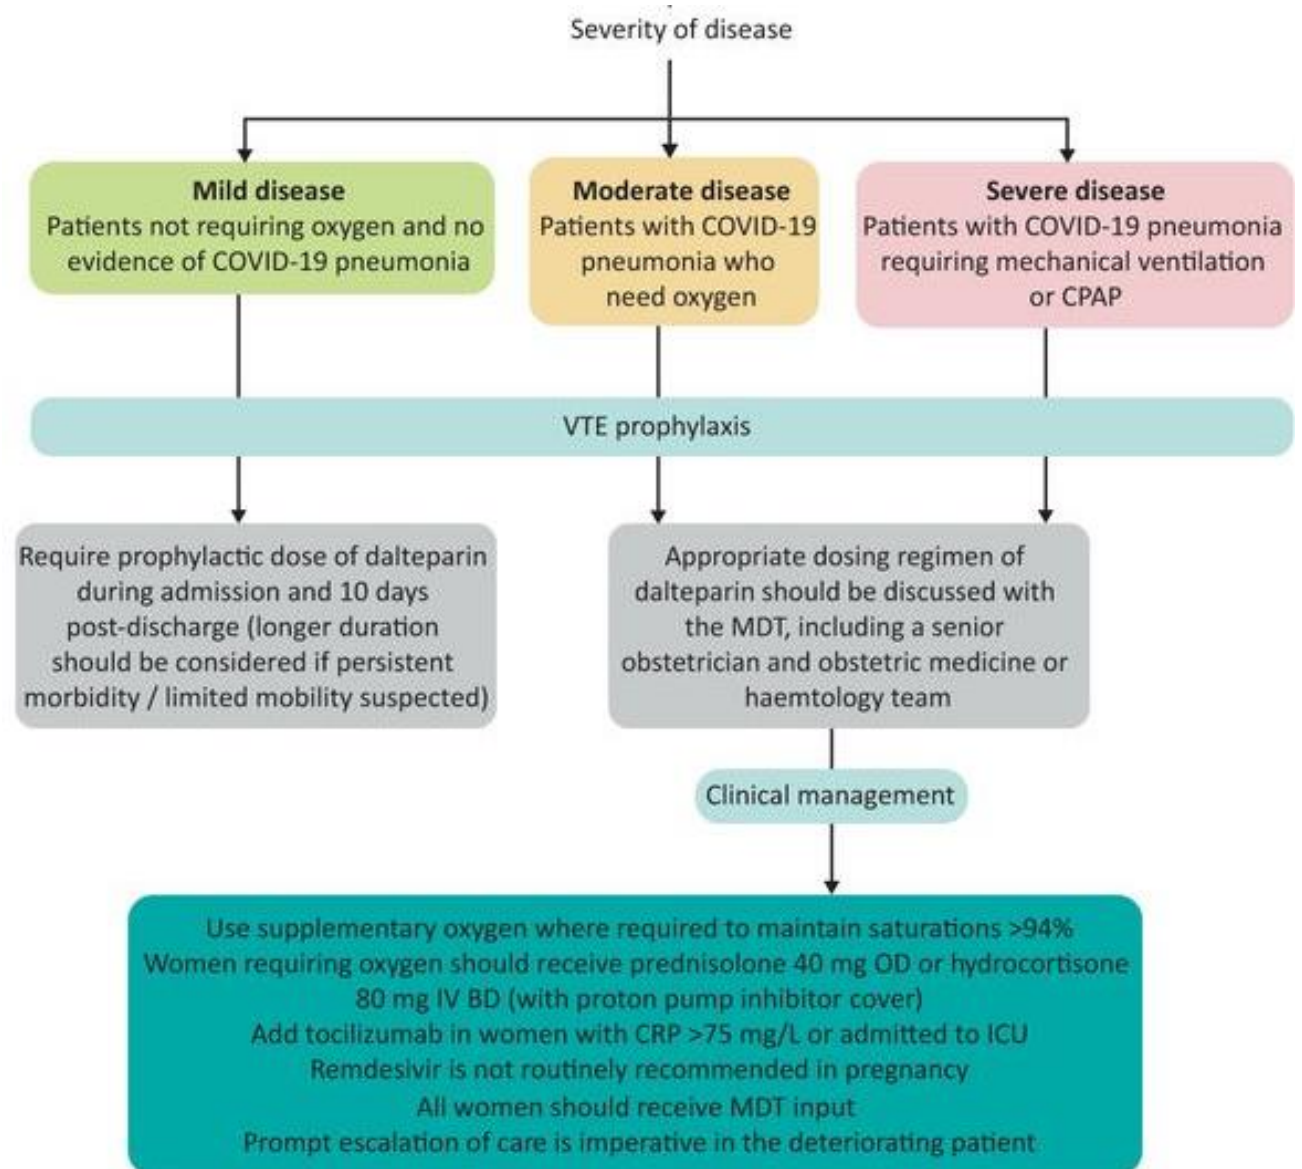 Severity of disease
Mild disease
Patients not requiring oxygen and no
evidence of COVID-19 pneumonia
Moderate disease
Patients with COVID-19
pneumonia who
need oxygen
Severe disease
Patients with COVID-19 pneumonia
requiring mechanical ventilation
or CPAP
VTE prophylaxis
Require prophylactic dose of dalteparin
during admission and 10 days
post-discharge (longer duration
should be considered if persistent
morbidity / limited mobility suspected)
Appropriate dosing regimen of
dalteparin should be discussed with
the MDT, including a senior
obstetrician and obstetric medicine or
haemtology team
Clinical management
Use supplementary oxygen where required to maintain saturations >94%
Women requiring oxygen should receive prednisolone 40 mg OD or hydrocortisone
80 mg IV BD (with proton pump inhibitor cover)
Add tocilizumab in women with CRP >75 mg/L or admitted to ICU
Remdesivir is not routinely recommended in pregnancy
All women should receive MDT input
Prompt escalation of care is imperative in the deteriorating patient